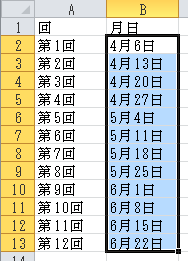 A B
1 回 月日
2 第1回 4月6日
3 第2回 4月13日
4 第3回 4月20日
5 第4回 4月27日
6 第5回 5月4日
7 第6回 5月11日
8 第7回 5月18日
9 第8回 5月25日
10 第9回 6月1日
11 第10回 6月8日
12 第11回 6月15日
13 第12回 6月22日